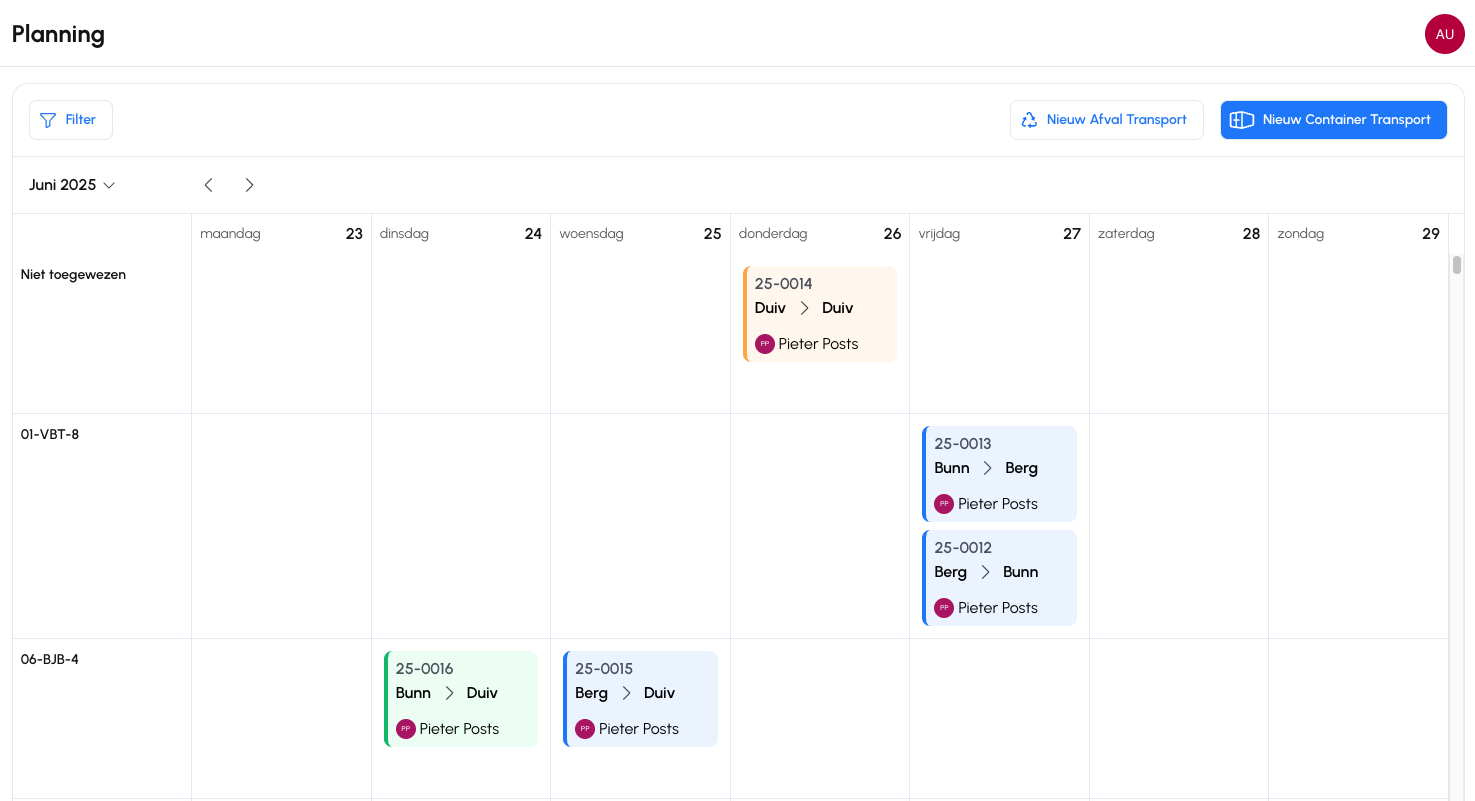 Planning
AU
Filter
Nieuw Afval Transport
Nieuw Container Transport
Juni 2025
maandag 23 dinsdag 24 woensdag 25 donderdag 26 vrijdag 27 zaterdag 28 zondag 29
Niet toegewezen
25-0014
Duiv > Duiv
PP Pieter Posts
01-VBT-8
25-0013
Bunn > Berg
PP Pieter Posts
25-0012
Berg > Bunn
PP Pieter Posts
06-BJB-4
25-0016
Bunn > Duiv
PP Pieter Posts
25-0015
Berg > Duiv
PP Pieter Posts